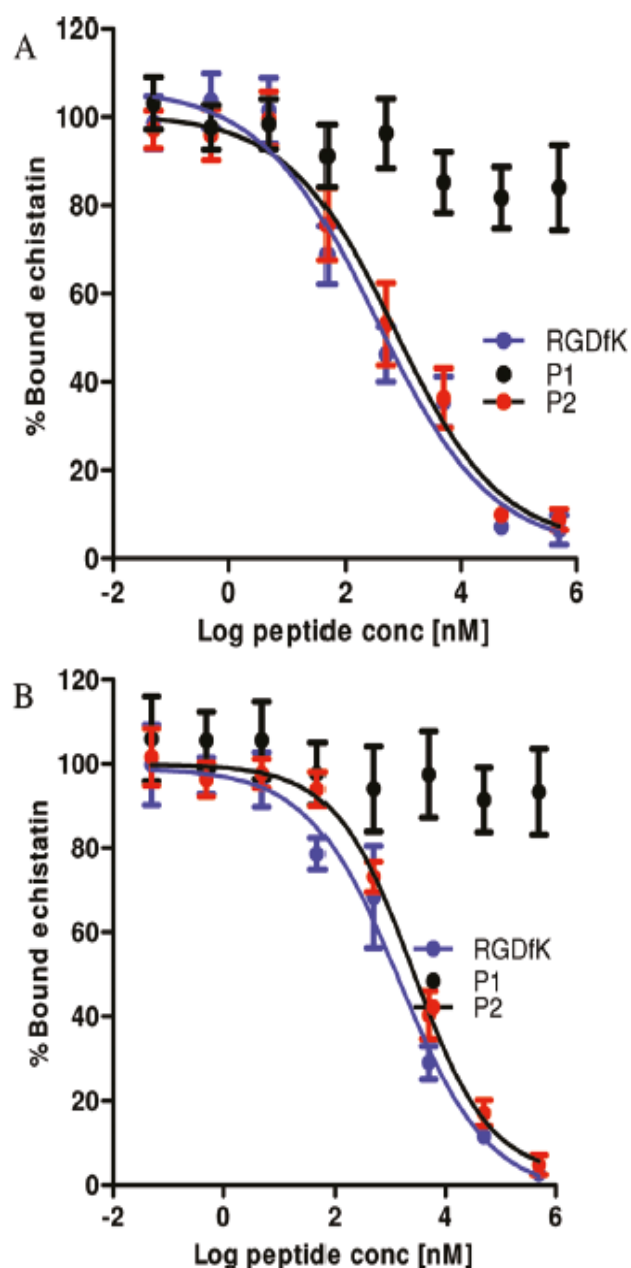 A
120
100
80
60
40
20
0
% Bound echistatin
RGDfK
P1
P2
-2 0 2 4 6
Log peptide conc [nM]
B
120
100
80
60
40
20
0
% Bound echistatin
RGDfK
P1
P2
-2 0 2 4 6
Log peptide conc [nM]